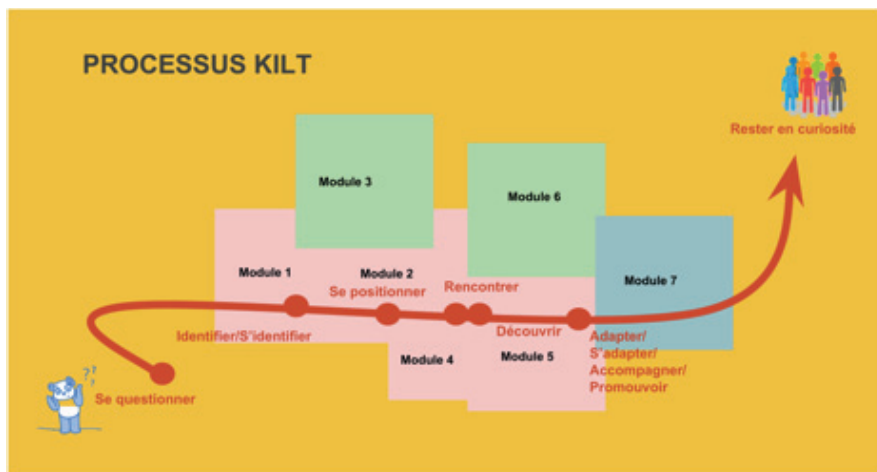 PROCESSUS KILT
Rester en curiosité
Module 3
Module 6
Module 1
Module 2
Module 7
Se positionner
Rencontrer
Identifier/S'identifier
Découvrir
Adapter/
S'adapter/
Accompagner/
Promouvoir
Module 4
Module 5
Se questionner
???